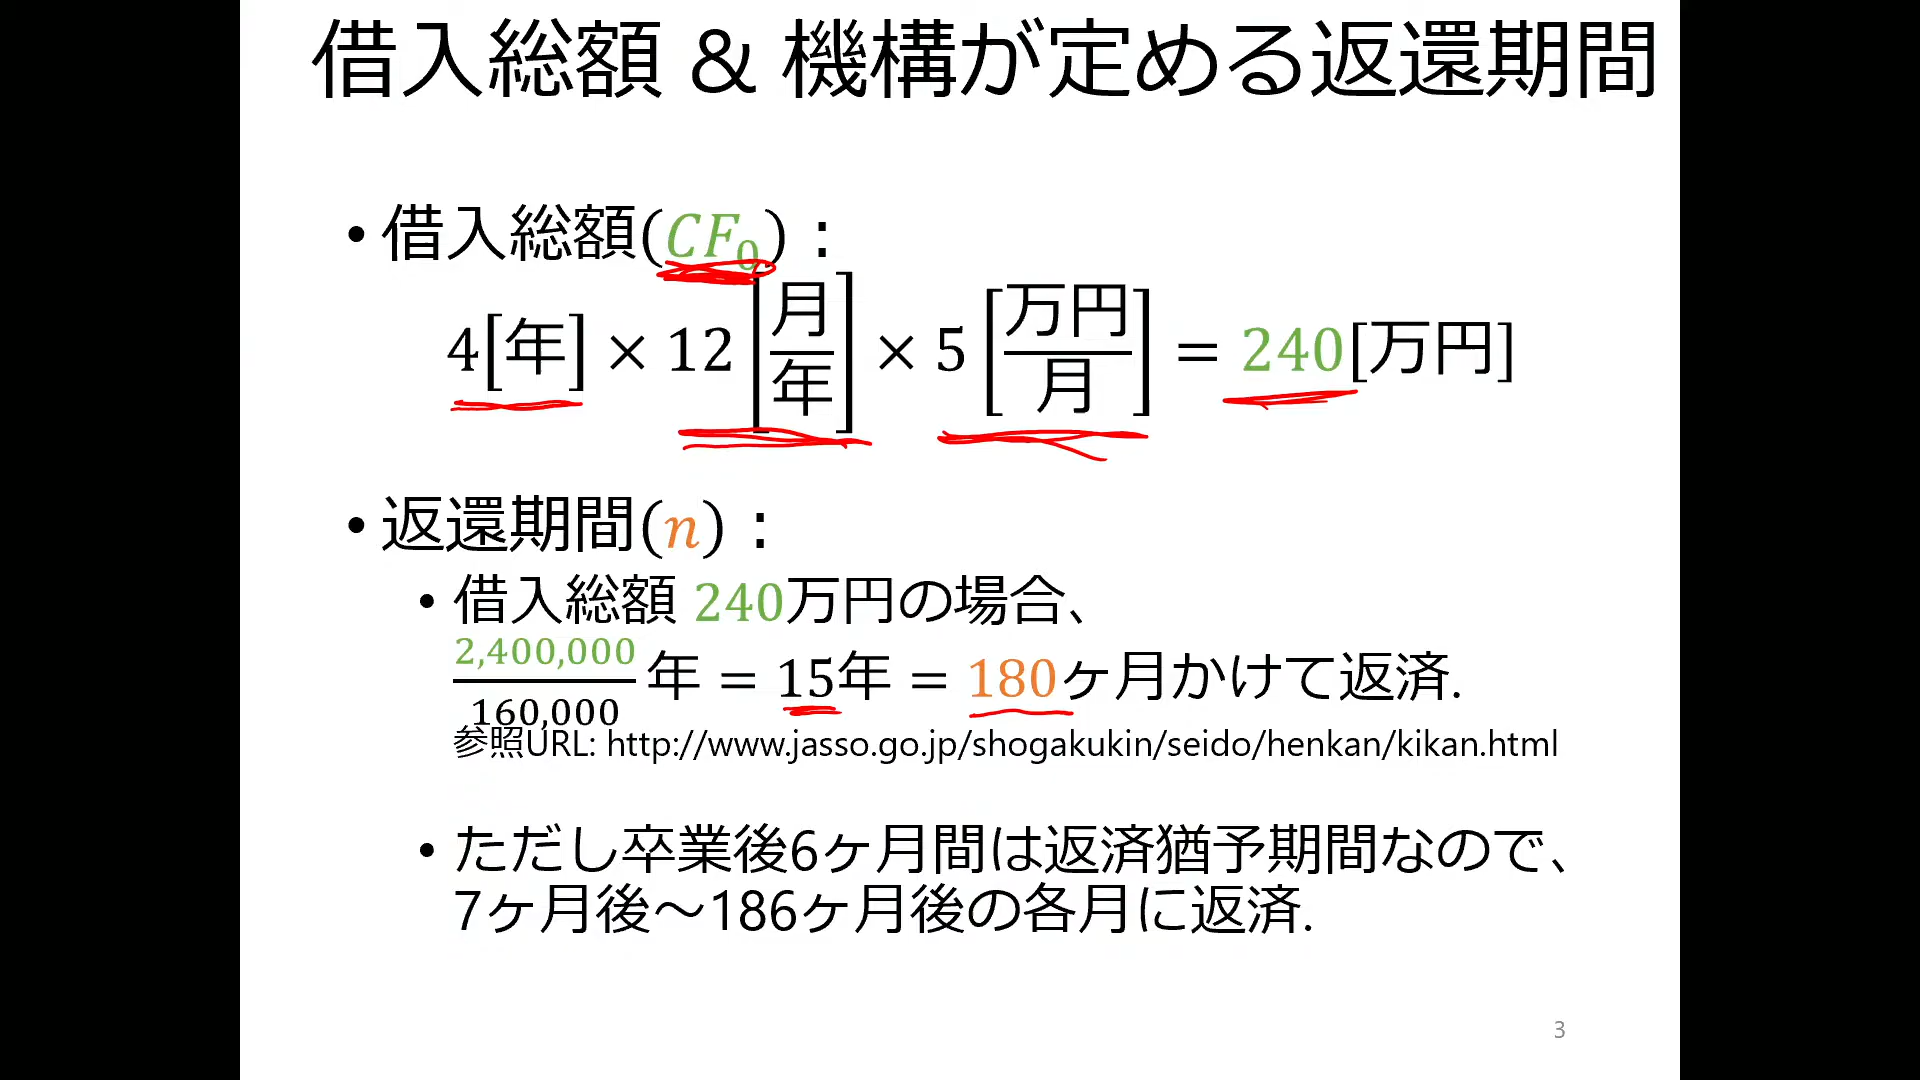 借入総額 & 機構が定める返還期間
• 借入総額(CF₀)：
4[年] × 12[月/年] × 5[万円/月] = 240[万円]
• 返還期間(n)：
• 借入総額 240万円の場合、
2,400,000/160,000 年 = 15年 = 180ヶ月かけて返済.
参照URL: http://www.jasso.go.jp/shogakukin/seido/henkan/kikan.html
• ただし卒業後6ヶ月間は返済猶予期間なので、
7ヶ月後～186ヶ月後の各月に返済.
3